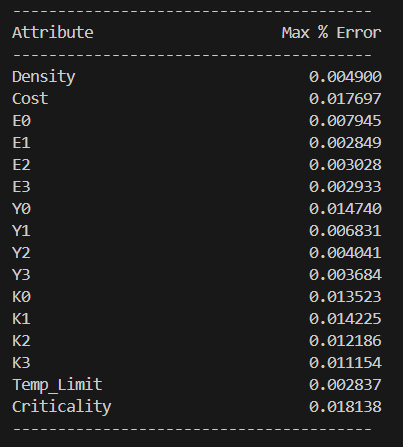 ----------------------------------------
Attribute Max % Error
----------------------------------------
Density 0.004900
Cost 0.017697
E0 0.007945
E1 0.002849
E2 0.003028
E3 0.002933
Y0 0.014740
Y1 0.006831
Y2 0.004041
Y3 0.003684
K0 0.013523
K1 0.014225
K2 0.012186
K3 0.011154
Temp_Limit 0.002837
Criticality 0.018138
----------------------------------------